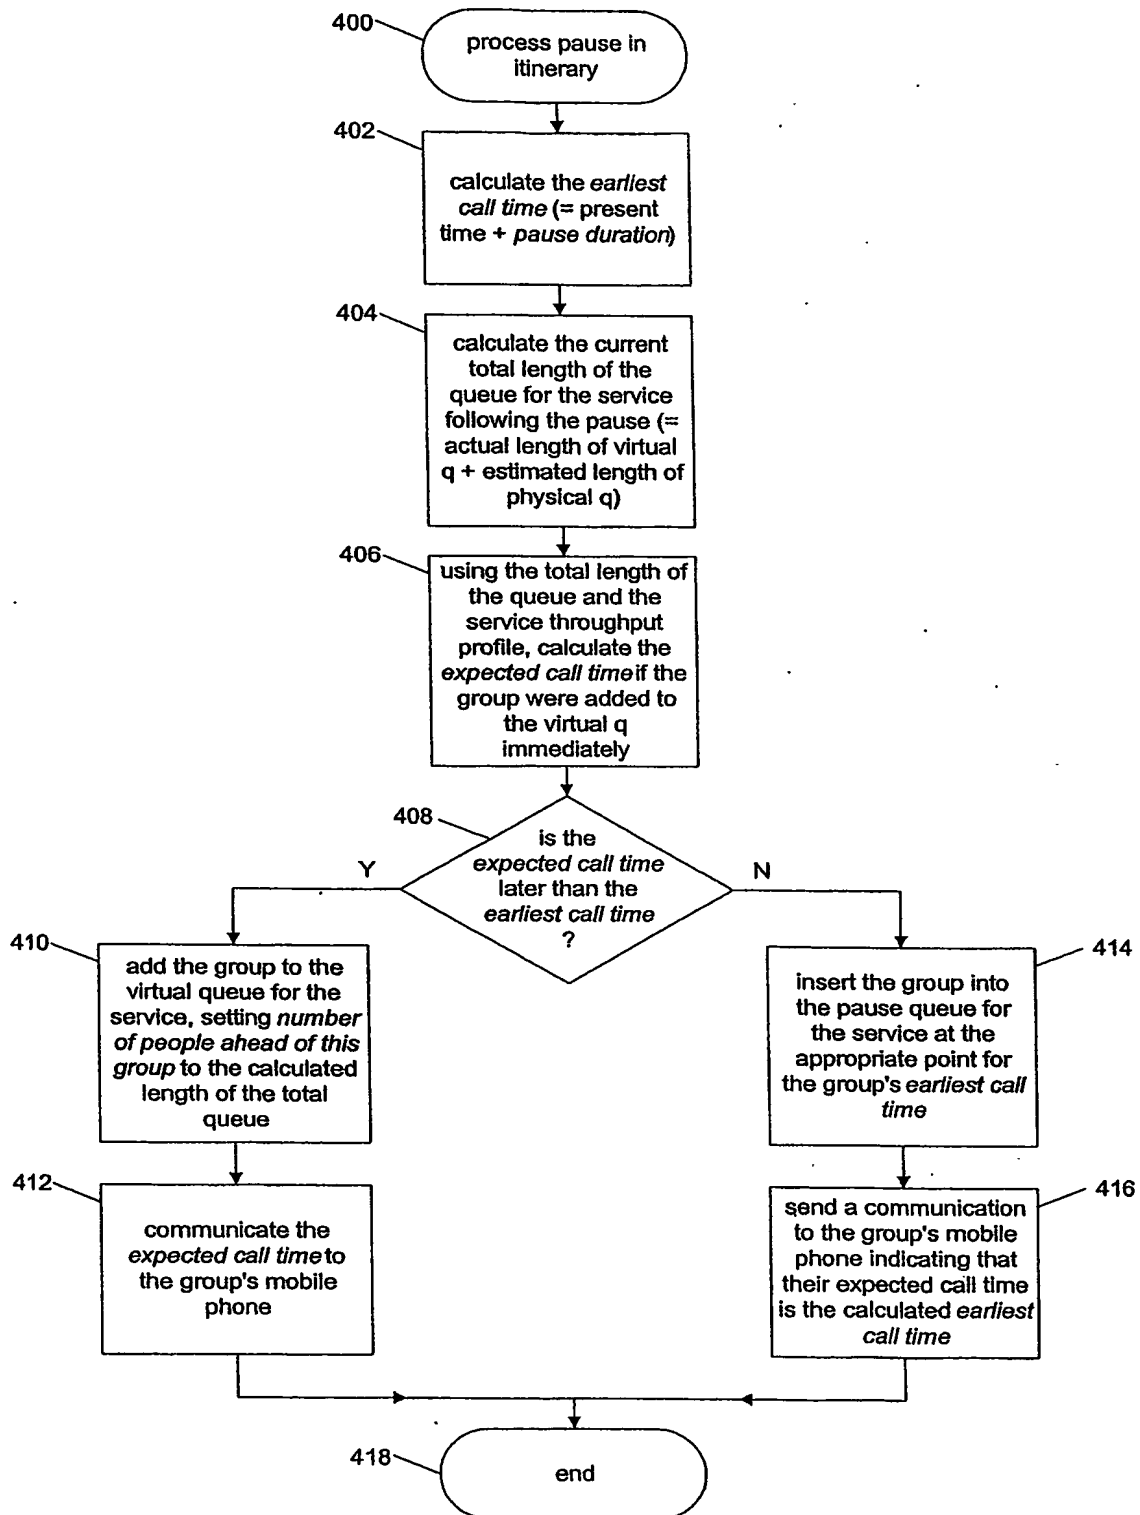 400
process pause in
itinerary
402
calculate the earliest
call time (= present
time + pause duration)
404
calculate the current
total length of the
queue for the service
following the pause (=
actual length of virtual
q + estimated length of
physical q)
406
using the total length of
the queue and the
service throughput
profile, calculate the
expected call time if the
group were added to
the virtual q
immediately
408
is the
expected call time
later than the
earliest call time
?
Y
N
410
add the group to the
virtual queue for the
service, setting number
of people ahead of this
group to the calculated
length of the total
queue
412
communicate the
expected call time to
the group's mobile
phone
414
insert the group into
the pause queue for
the service at the
appropriate point for
the group's earliest call
time
416
send a communication
to the group's mobile
phone indicating that
their expected call time
is the calculated earliest
call time
418
end